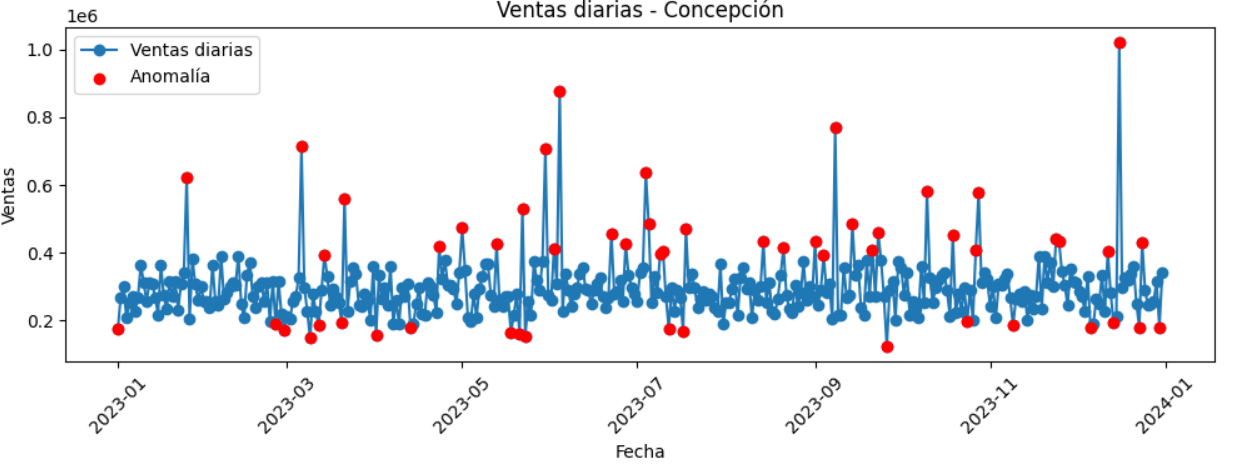 Ventas diarias - Concepción
1e6
Ventas diarias
Anomalía
1.0
0.8
0.6
0.4
0.2
Ventas
2023-01
2023-03
2023-05
2023-07
2023-09
2023-11
2024-01
Fecha